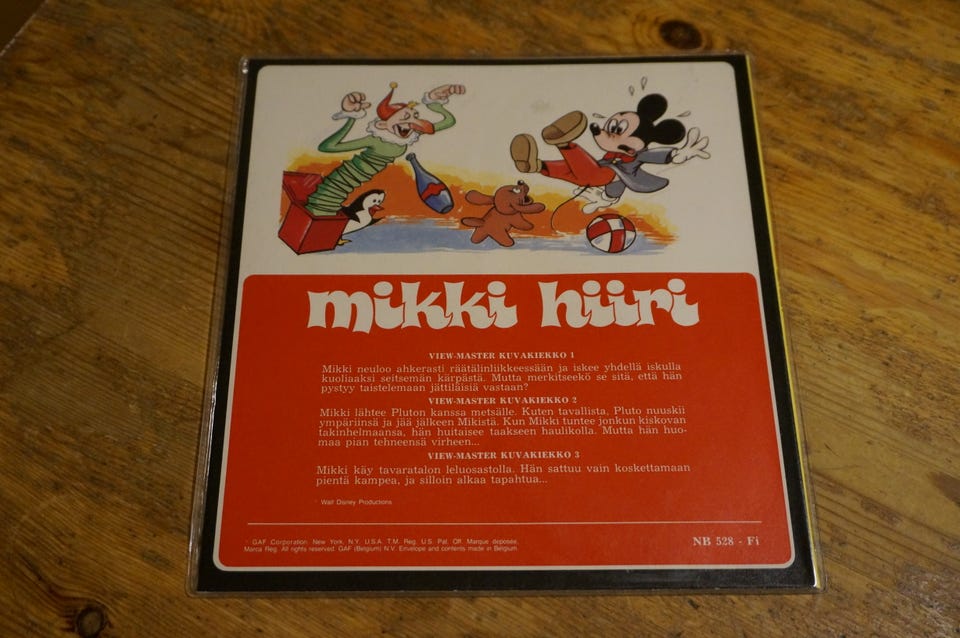 mikki hiiri
VIEW-MASTER KUVAKIEKKO 1
Mikki neuloo ahkerasti räätälinliikkeessään ja iskee yhdellä iskulla
kuoliaaksi seitsemän kärpästä. Mutta merkitseekö se sitä, että hän
pystyy taistelemaan jättiläisiä vastaan?
VIEW-MASTER KUVAKIEKKO 2
Mikki lähtee Pluton kanssa metsälle. Kuten tavallista, Pluto nuuskii
ympäriinsä ja jää jälkeen Mikistä. Kun Mikki tuntee jonkun kiskovan
takinhelmaansa, hän huitaisee taakseen haulikolla. Mutta hän huo-
maa pian tehneensä virheen...
VIEW-MASTER KUVAKIEKKO 3
Mikki käy tavaratalon leluosastolla. Hän sattuu vain koskettamaan
pientä kampea, ja silloin alkaa tapahtua...
Walt Disney Productions
GAF Corporation New York, N.Y. U.S.A. T.M. Reg. U.S. Pat. Off. Marque déposée.
Marca Reg. All rights reserved. GAF (Belgium) N.V. Envelope and contents made in Belgium
NB 528 - Fi